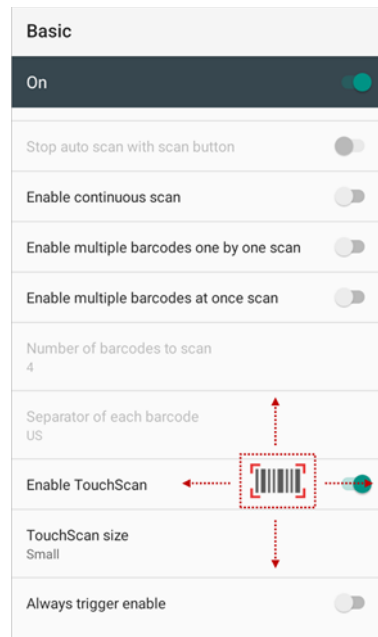 Basic
On
Stop auto scan with scan button
Enable continuous scan
Enable multiple barcodes one by one scan
Enable multiple barcodes at once scan
Number of barcodes to scan
4
Separator of each barcode
US
Enable TouchScan
TouchScan size
Small
Always trigger enable